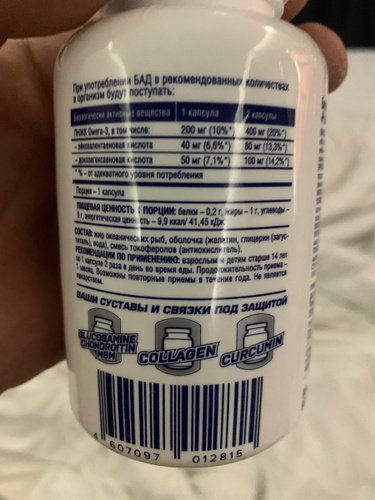 При употреблении БАД в рекомендованных количествах
в организм будут поступать:
Биологически активные вещества 1 капсула 2 капсулы
ПНЖК Омега-3, в том числе: 200 мг (10%*) 400 мг (20%*)
- эйкозапентаеновая кислота 40 мг (6,6%*) 80 мг (13,3%*)
- докозагексаеновая кислота 50 мг (7,1%*) 100 мг (14,2%*)
* % – от адекватного уровня потребления
Порция – 1 капсула
ПИЩЕВАЯ ЦЕННОСТЬ 1 ПОРЦИИ: белки – 0,2 г, жиры – 1 г, углеводы -
0 г, энергетическая ценность – 9,9 ккал/ 41,45 кДж.
СОСТАВ: жир океанических рыб, оболочка (желатин, глицерин (загус-
титель), вода), смесь токоферолов (антиокислитель).
РЕКОМЕНДАЦИИ ПО ПРИМЕНЕНИЮ: взрослым и детям старше 14 лет
по 1 капсуле 2 раза в день во время еды. Продолжительность приема -
1 месяц. Возможны повторные приемы в течение года. Не является
лекарством.
ВАШИ СУСТАВЫ И СВЯЗКИ ПОД ЗАЩИТОЙ
GLUCOSAMINE
CHONDROITIN
MSM
COLLAGEN
CURCUMIN
4 607097 012815